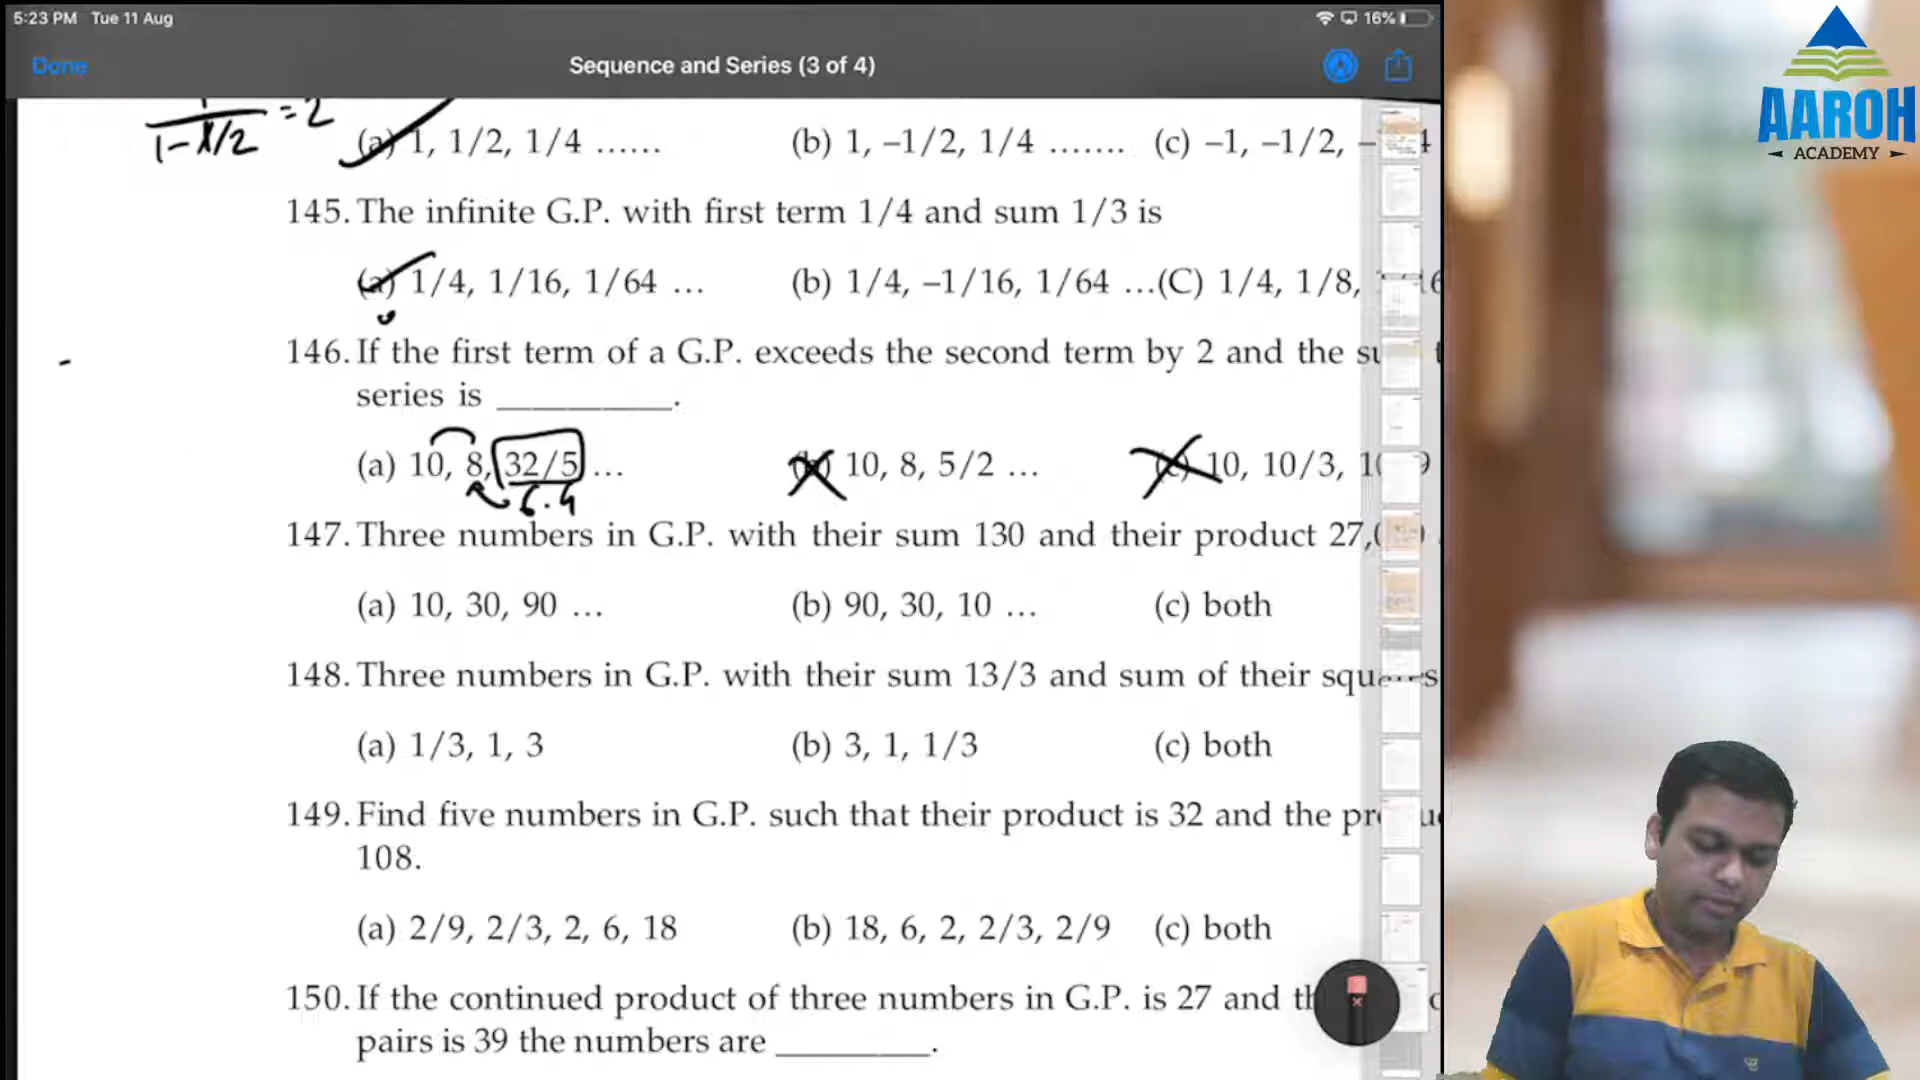 5:23 PM Tue 11 Aug
16%
Done
Sequence and Series (3 of 4)
AAROH
ACADEMY
1-1/2 =2
(a) 1, 1/2, 1/4 ...... (b) 1, –1/2, 1/4 ....... (c) –1, –1/2, –
145. The infinite G.P. with first term 1/4 and sum 1/3 is
(a) 1/4, 1/16, 1/64 ... (b) 1/4, –1/16, 1/64 ...(C) 1/4, 1/8,
146. If the first term of a G.P. exceeds the second term by 2 and the
series is __________.
(a) 10, 8, 32/5 ... (b) 10, 8, 5/2 ... (c) 10, 10/3,
6.4
147. Three numbers in G.P. with their sum 130 and their product
(a) 10, 30, 90 ... (b) 90, 30, 10 ... (c) both
148. Three numbers in G.P. with their sum 13/3 and sum of their
(a) 1/3, 1, 3 (b) 3, 1, 1/3 (c) both
149. Find five numbers in G.P. such that their product is 32 and the
108.
(a) 2/9, 2/3, 2, 6, 18 (b) 18, 6, 2, 2/3, 2/9 (c) both
150. If the continued product of three numbers in G.P. is 27 and
pairs is 39 the numbers are _________.